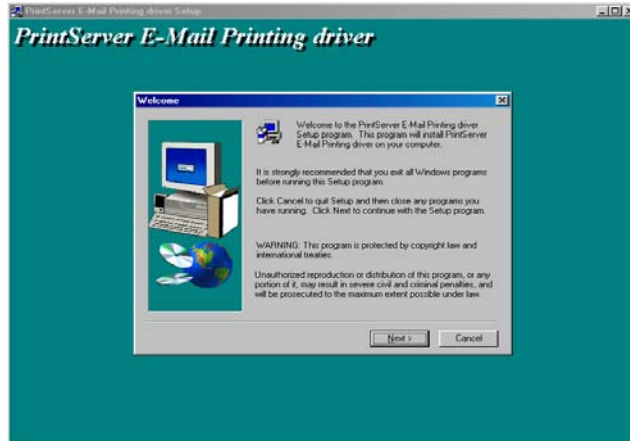 PrintServer E-Mail Printing driver Setup
PrintServer E-Mail Printing driver
Welcome
Welcome to the PrintServer E-Mail Printing driver
Setup program. This program will install PrintServer
E-Mail Printing driver on your computer.
It is strongly recommended that you exit all Windows programs
before running this Setup program.
Click Cancel to quit Setup and then close any programs you
have running. Click Next to continue with the Setup program.
WARNING: This program is protected by copyright law and
international treaties.
Unauthorized reproduction or distribution of this program, or any
portion of it, may result in severe civil and criminal penalties, and
will be prosecuted to the maximum extent possible under law.
Next >
Cancel